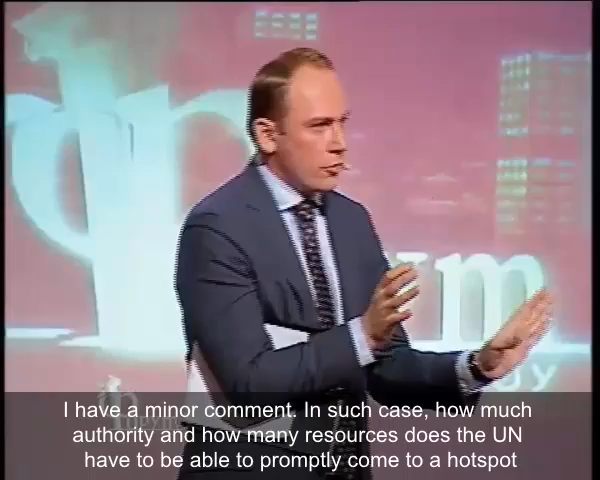 um
I have a minor comment. In such case, how much
authority and how many resources does the UN
have to be able to promptly come to a hotspot